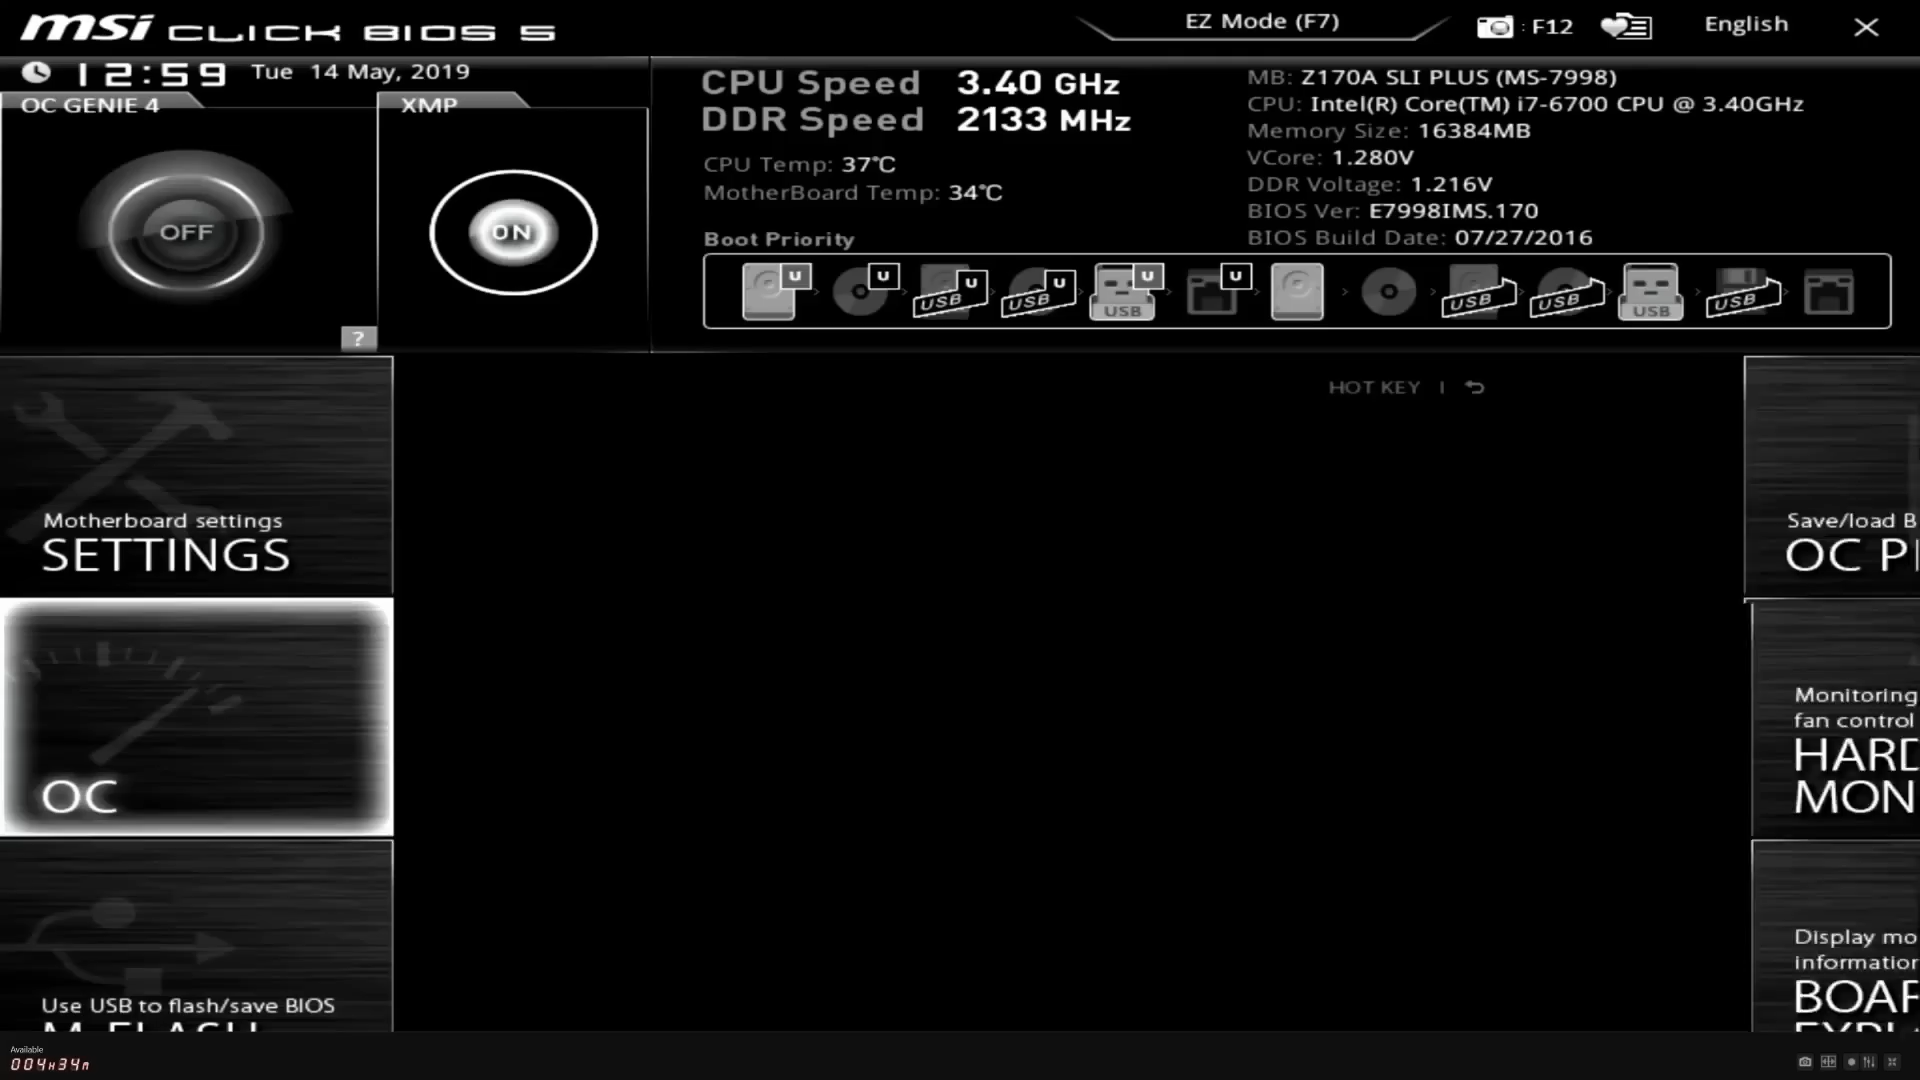 msi CLICK BIOS 5
EZ Mode (F7)
: F12
English
12:59 Tue 14 May, 2019
OC GENIE 4
XMP
OFF
ON
?
CPU Speed 3.40 GHz
DDR Speed 2133 MHz
CPU Temp: 37℃
MotherBoard Temp: 34℃
MB: Z170A SLI PLUS (MS-7998)
CPU: Intel(R) Core(TM) i7-6700 CPU @ 3.40GHz
Memory Size: 16384MB
VCore: 1.280V
DDR Voltage: 1.216V
BIOS Ver: E7998IMS.170
BIOS Build Date: 07/27/2016
Boot Priority
U U U U U U
USB USB USB USB USB USB USB
HOT KEY |
Motherboard settings
SETTINGS
OC
Use USB to flash/save BIOS
M-FLASH
Save/load B
OC P
Monitoring
fan control
HARD
MON
Display mo
information
BOAR
EXPL
Available
004H34M